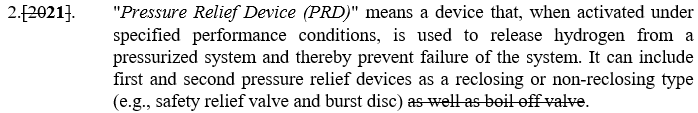 2.[2021]. "Pressure Relief Device (PRD)" means a device that, when activated under
specified performance conditions, is used to release hydrogen from a
pressurized system and thereby prevent failure of the system. It can include
first and second pressure relief devices as a reclosing or non-reclosing type
(e.g., safety relief valve and burst disc) as well as boil off valve.